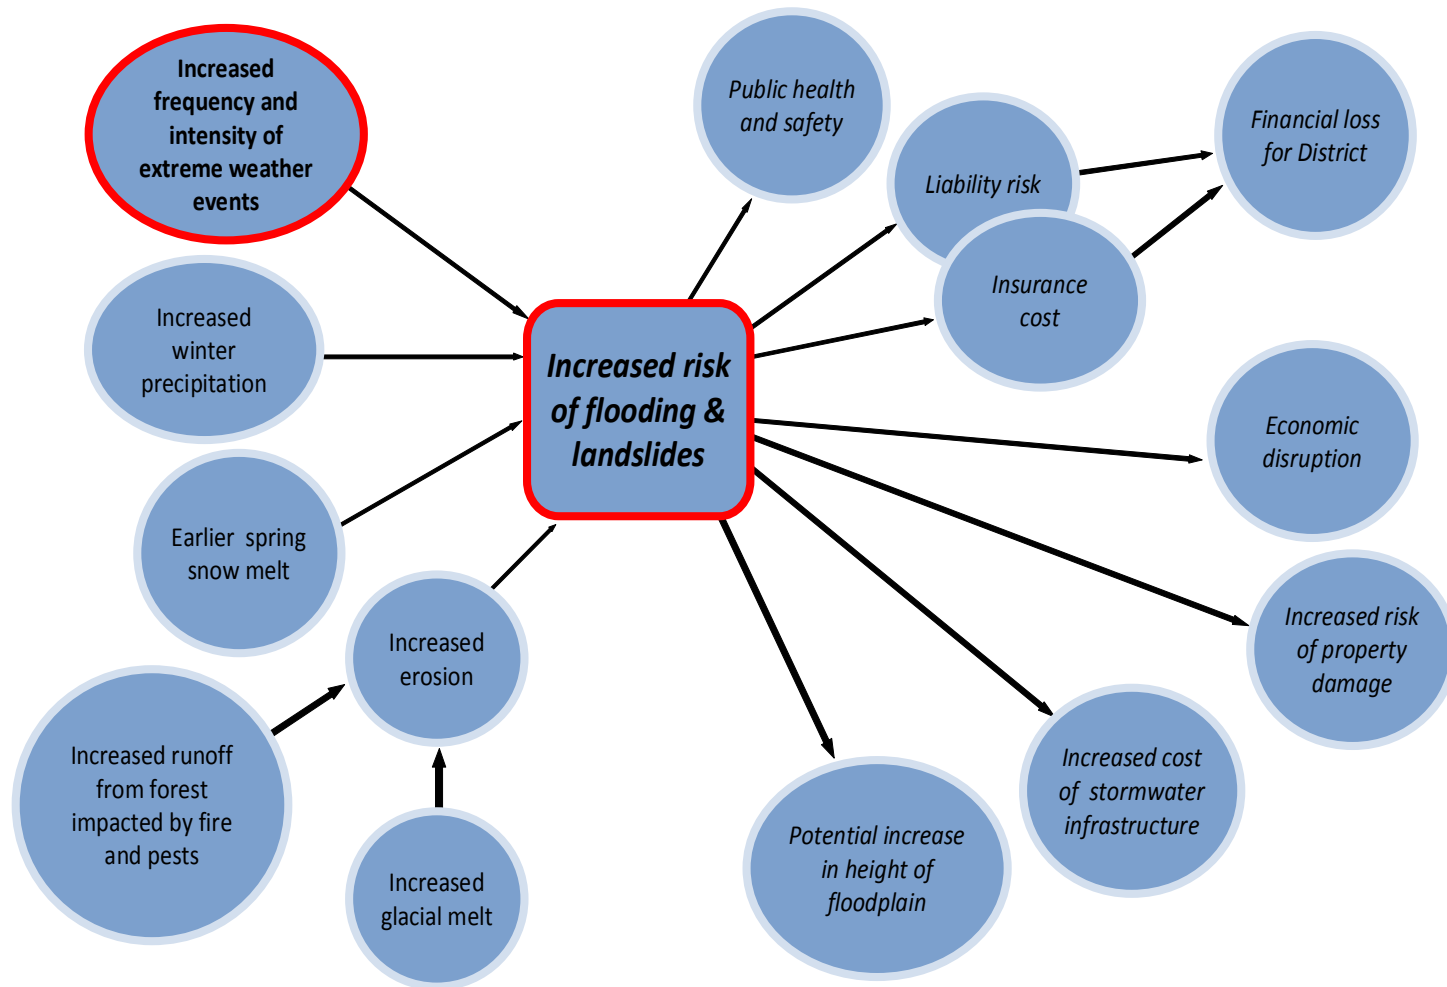 Increased
frequency and
intensity of
extreme weather
events
Increased
winter
precipitation
Earlier spring
snow melt
Increased
erosion
Increased runoff
from forest
impacted by fire
and pests
Increased
glacial melt
Increased risk
of flooding &
landslides
Public health
and safety
Liability risk
Insurance
cost
Financial loss
for District
Economic
disruption
Increased risk
of property
damage
Increased cost
of stormwater
infrastructure
Potential increase
in height of
floodplain